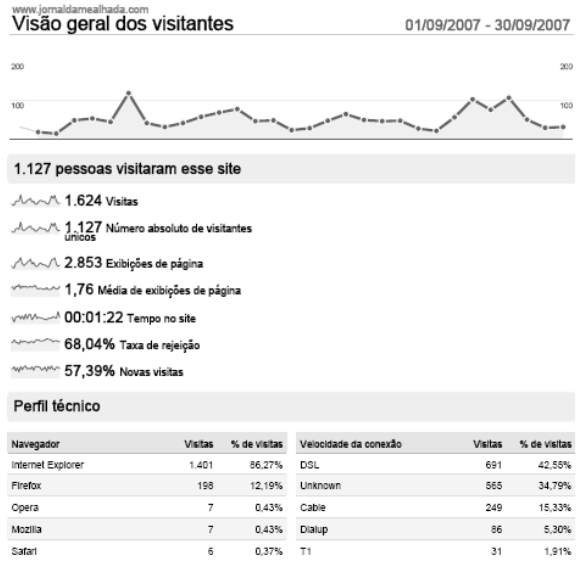 www.jornaldamealhada.com
Visão geral dos visitantes 01/09/2007 - 30/09/2007
200 200
100 100
1.127 pessoas visitaram esse site
1.624 Visitas
1.127 Número absoluto de visitantes
únicos
2.853 Exibições de página
1,76 Média de exibições de página
00:01:22 Tempo no site
68,04% Taxa de rejeição
57,39% Novas visitas
Perfil técnico
Navegador Visitas % de visitas Velocidade da conexão Visitas % de visitas
Internet Explorer 1.401 86,27% DSL 691 42,55%
Firefox 198 12,19% Unknown 565 34,79%
Opera 7 0,43% Cable 249 15,33%
Mozilla 7 0,43% Dialup 86 5,30%
Safari 6 0,37% T1 31 1,91%